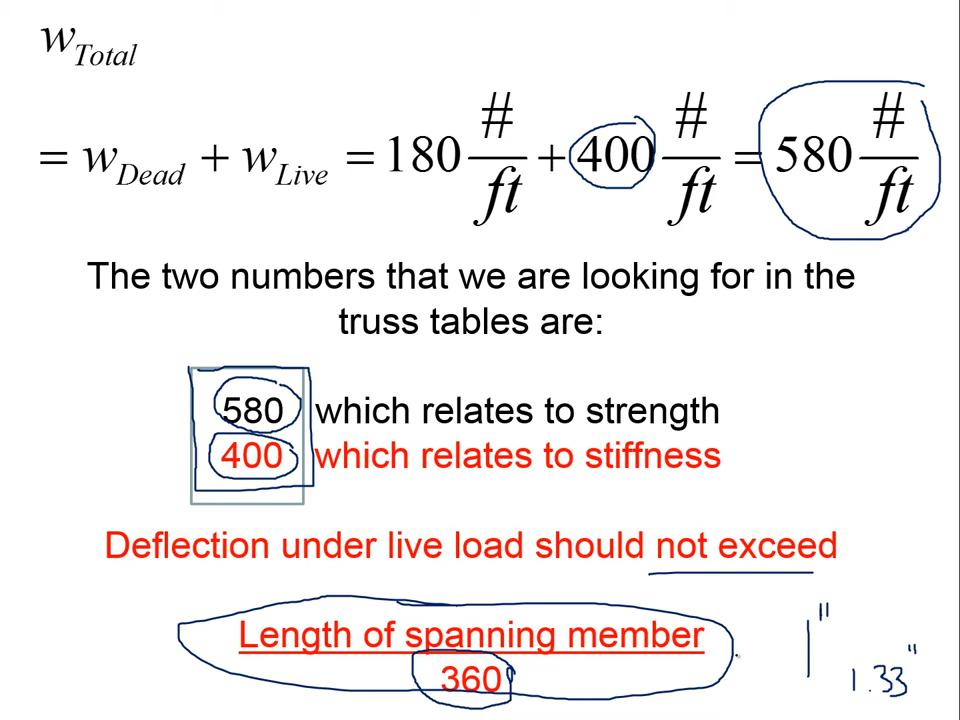 w_Total
= w_Dead + w_Live = 180 #/ft + 400 #/ft = 580 #/ft
The two numbers that we are looking for in the
truss tables are:
580 which relates to strength
400 which relates to stiffness
Deflection under live load should not exceed
Length of spanning member
360
1"
1.33"